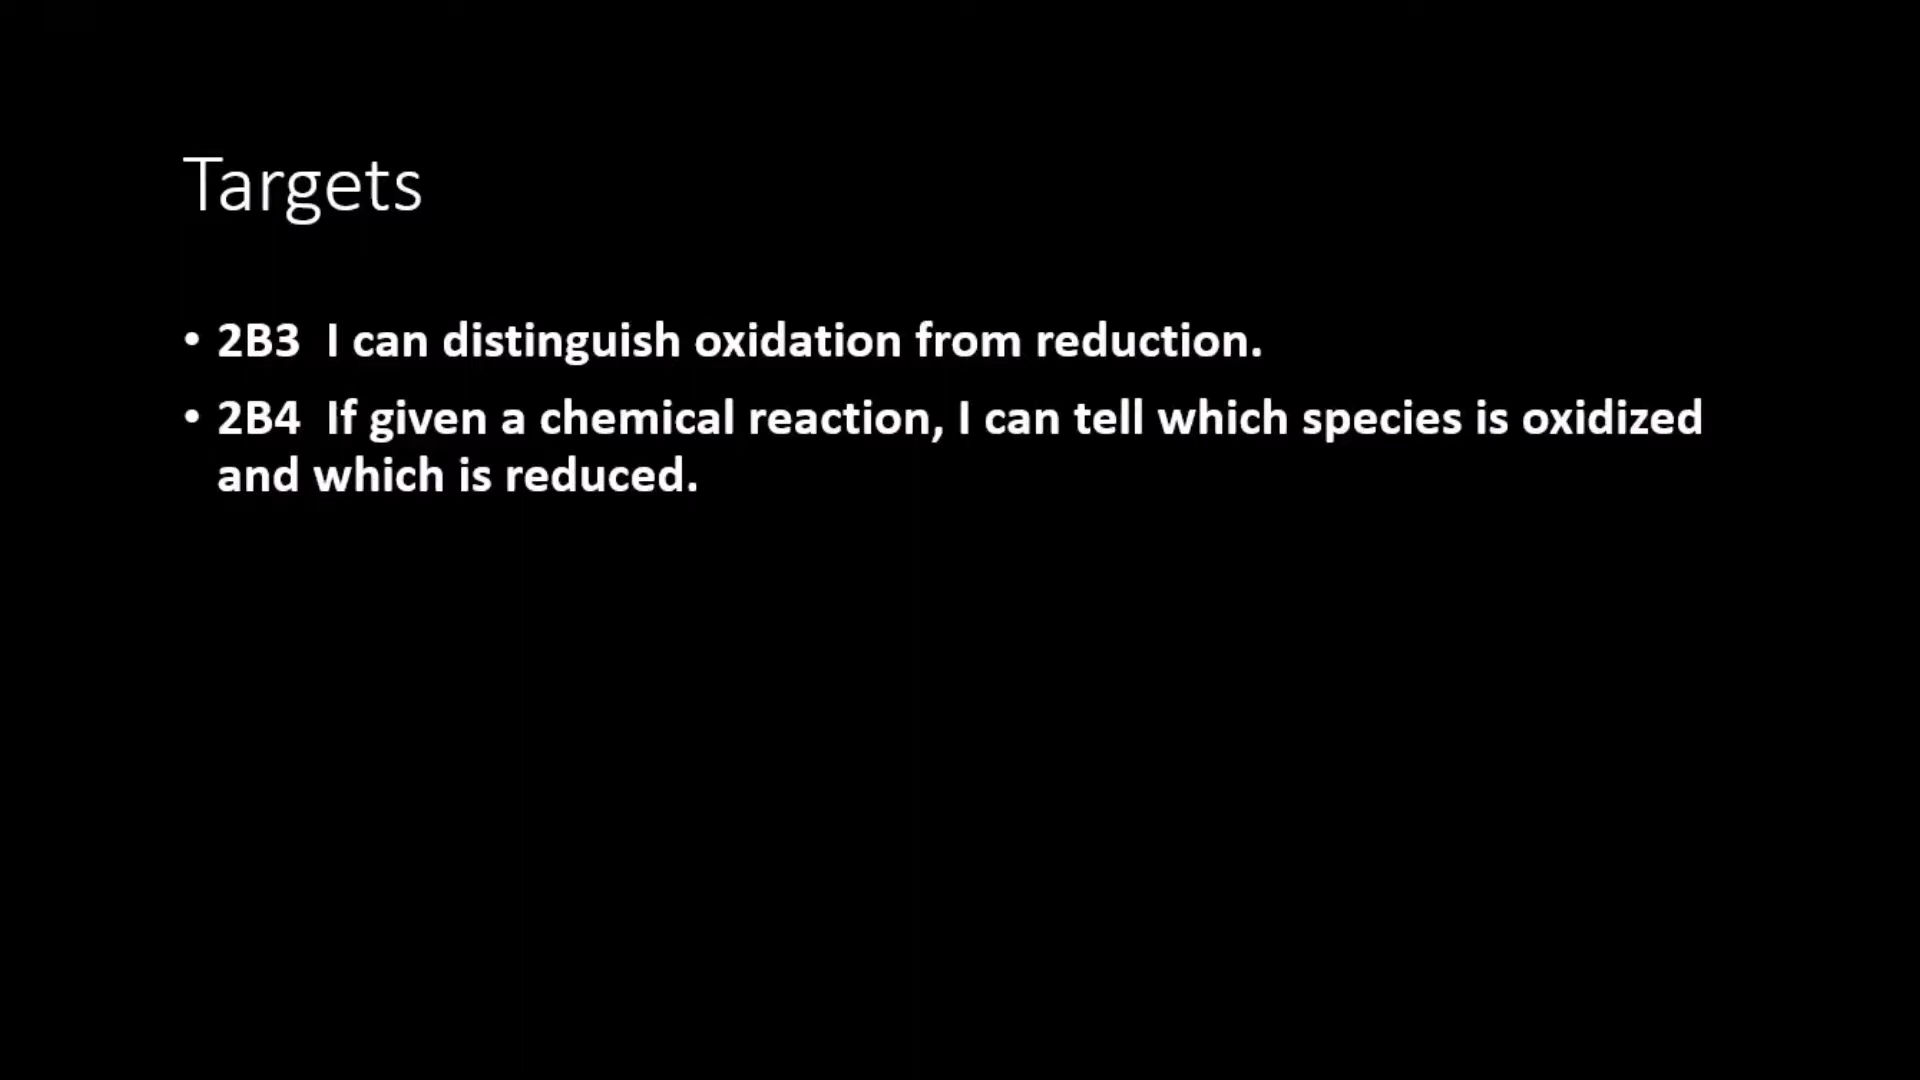 Targets
• 2B3  I can distinguish oxidation from reduction.
• 2B4  If given a chemical reaction, I can tell which species is oxidized
and which is reduced.